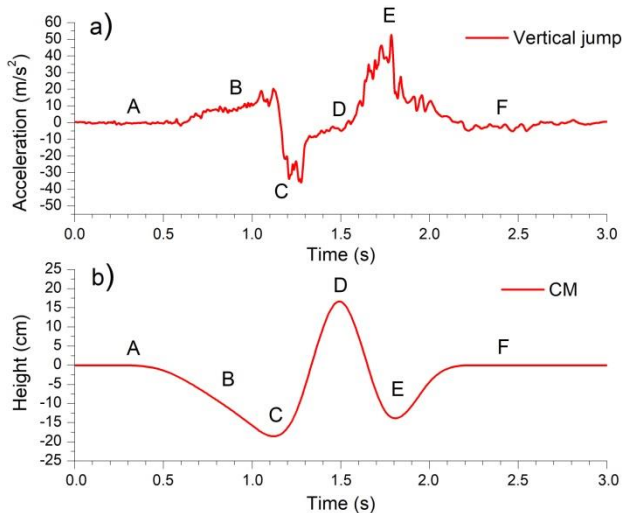 a)
Vertical jump
Acceleration (m/s²)
60
50
40
30
20
10
0
-10
-20
-30
-40
-50
A
B
C
D
E
F
0.0 0.5 1.0 1.5 2.0 2.5 3.0
Time (s)
b)
CM
Height (cm)
25
20
15
10
5
0
-5
-10
-15
-20
-25
A
B
C
D
E
F
0.0 0.5 1.0 1.5 2.0 2.5 3.0
Time (s)